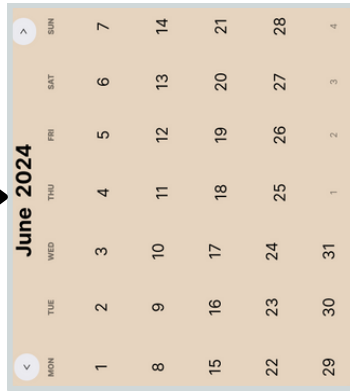 < June 2024 >
MON TUE WED THU FRI SAT SUN
1 2 3 4 5 6 7
8 9 10 11 12 13 14
15 16 17 18 19 20 21
22 23 24 25 26 27 28
29 30 31 1 2 3 4